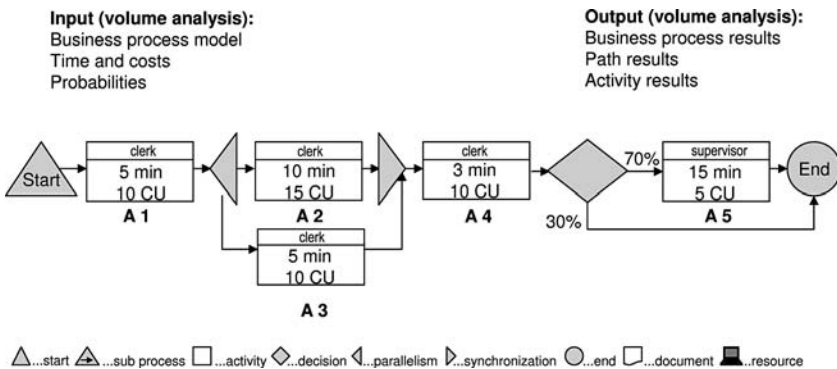 Input (volume analysis):
Business process model
Time and costs
Probabilities
Output (volume analysis):
Business process results
Path results
Activity results
Start
clerk
5 min
10 CU
A 1
clerk
10 min
15 CU
A 2
clerk
5 min
10 CU
A 3
clerk
3 min
10 CU
A 4
70%
30%
supervisor
15 min
5 CU
A 5
End
...start ...sub process ...activity ...decision ...parallelism ...synchronization ...end ...document ...resource